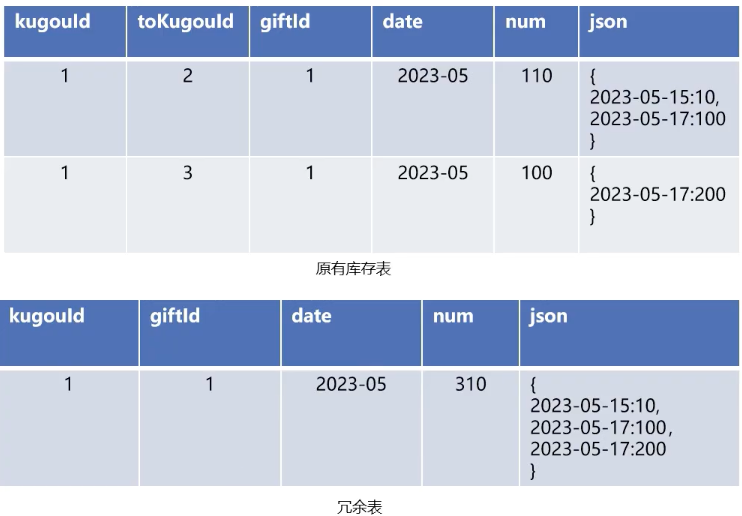 kugouId toKugouId giftId date num json
1 2 1 2023-05 110 {
2023-05-15:10,
2023-05-17:100
}
1 3 1 2023-05 100 {
2023-05-17:200
}
原有库存表
kugouId giftId date num json
1 1 2023-05 310 {
2023-05-15:10,
2023-05-17:100,
2023-05-17:200
}
冗余表